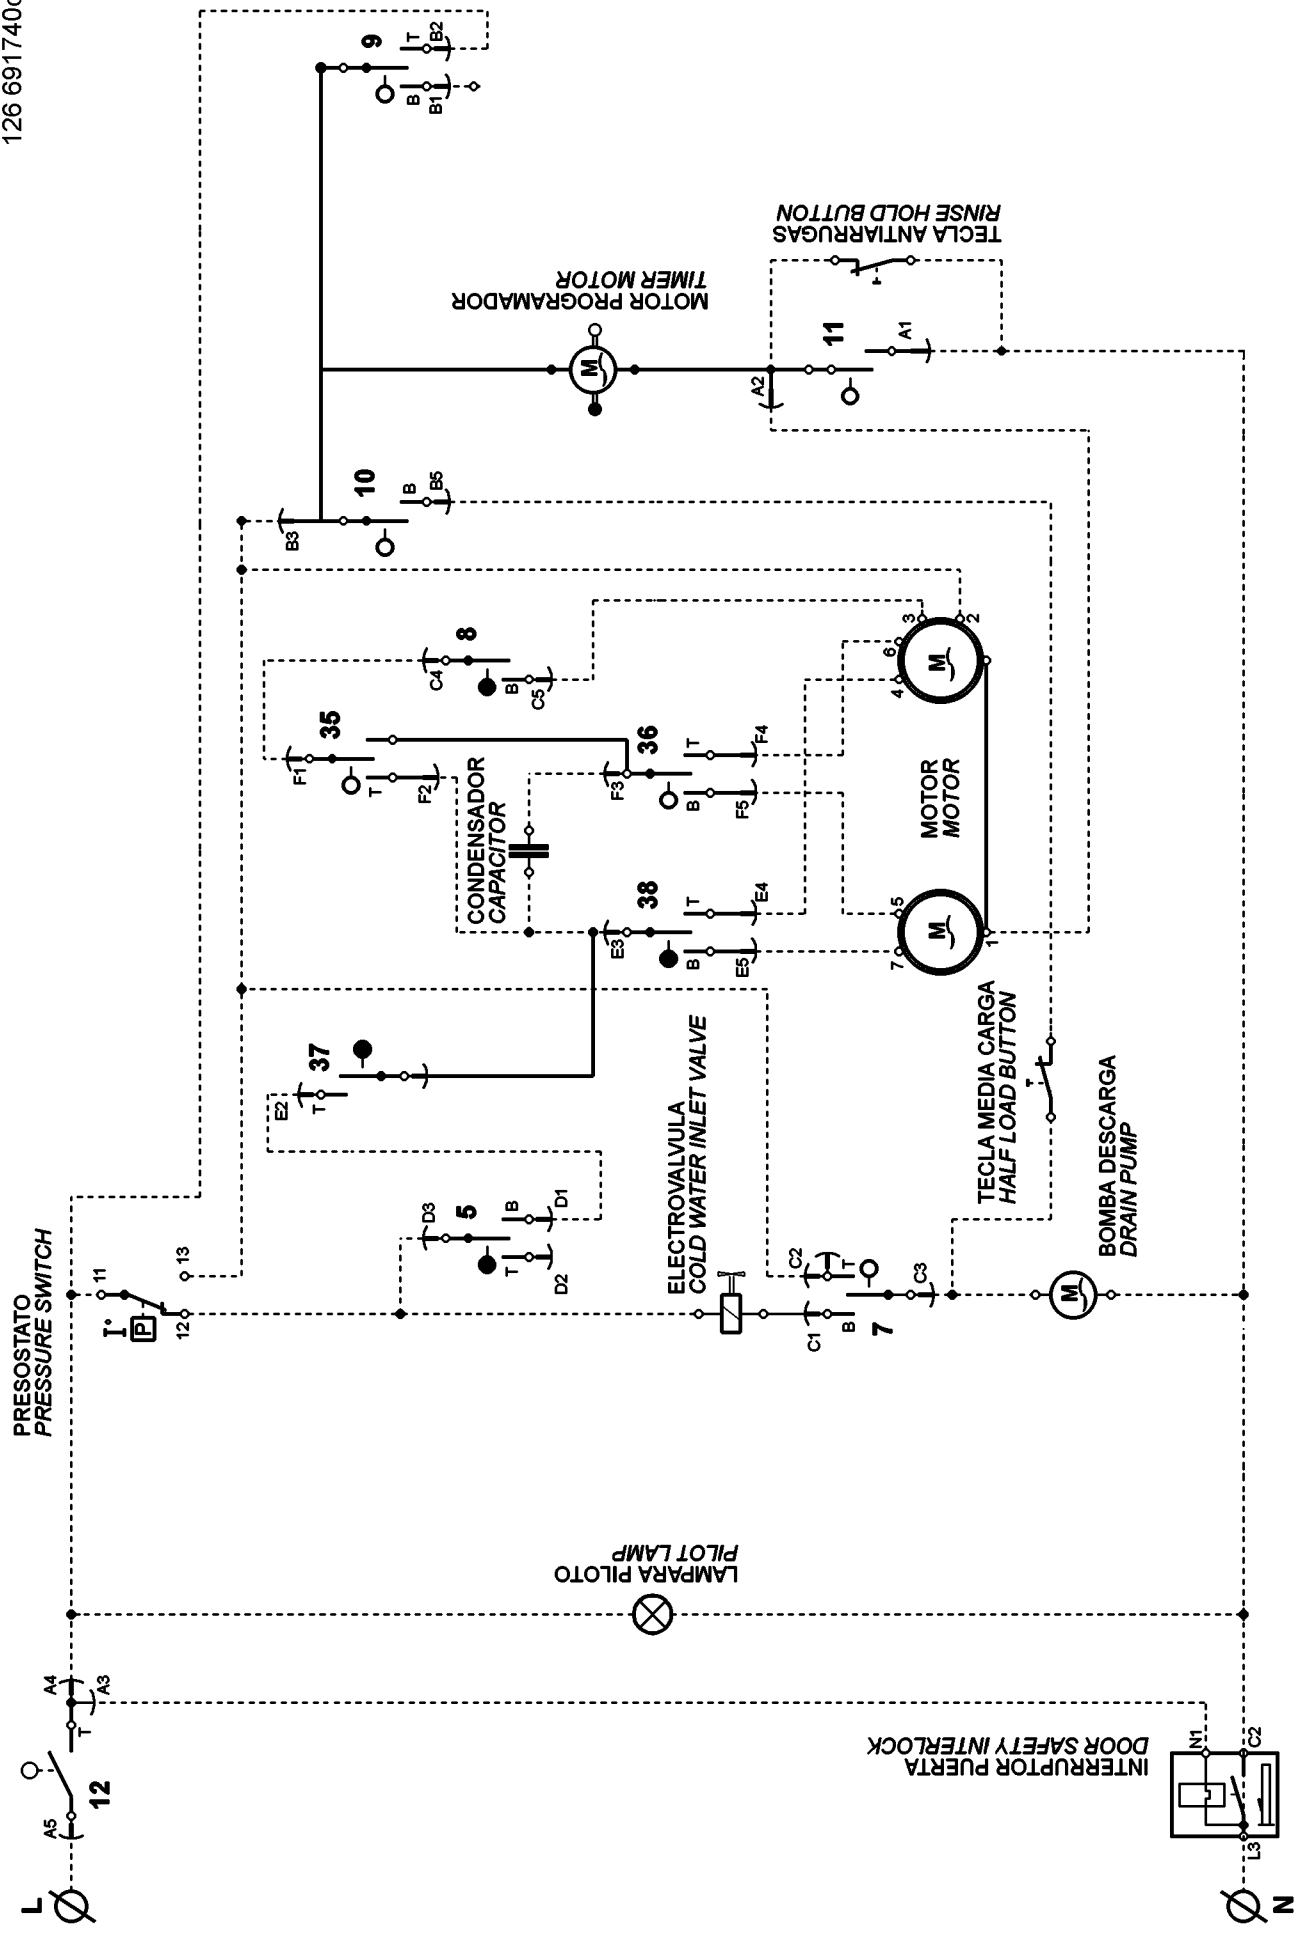 126 691740
L
A5
12
T
A4
A3
N
L3
N1
C2
INTERRUPTOR PUERTA
DOOR SAFETY INTERLOCK
LAMPARA PILOTO
PILOT LAMP
PRESOSTATO
PRESSURE SWITCH
I°
P
11
12
13
D3
5
T
B
D2
D1
E2
T
37
ELECTROVALVULA
COLD WATER INLET VALVE
C1
B
C2
T
7
C3
BOMBA DESCARGA
DRAIN PUMP
M
TECLA MEDIA CARGA
HALF LOAD BUTTON
CONDENSADOR
CAPACITOR
F1
35
T
F2
C4
8
B
C5
E3
38
B
T
E5
E4
F3
36
B
T
F5
F4
MOTOR
MOTOR
7
5
M
1
4
6
3
2
M
B3
10
B
B5
MOTOR PROGRAMADOR
TIMER MOTOR
M
A2
11
A1
TECLA ANTIARRUGAS
RINSE HOLD BUTTON
9
B
T
B1
B2